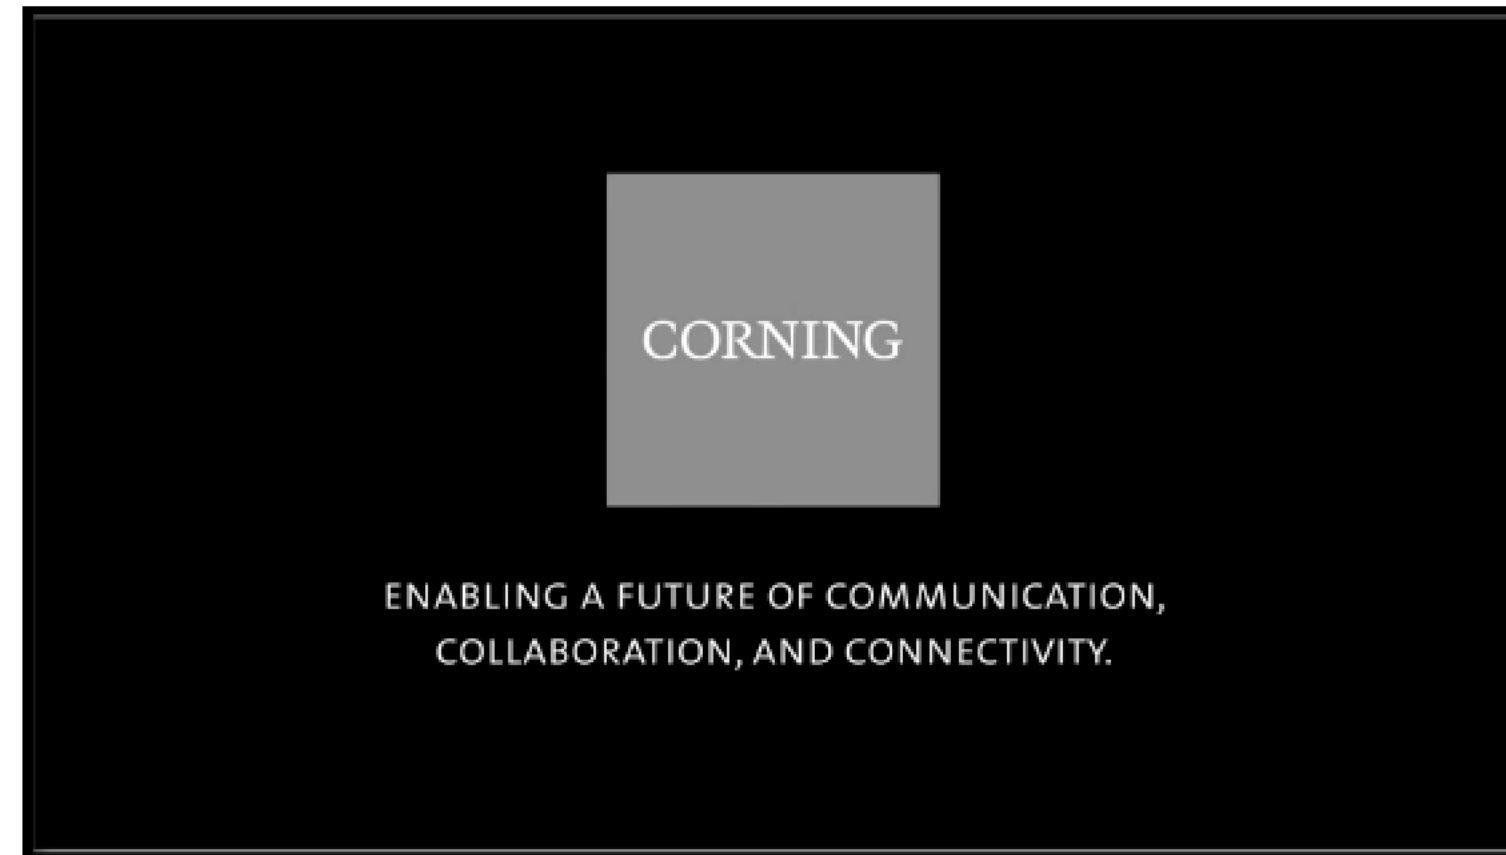 CORNING
ENABLING A FUTURE OF COMMUNICATION,
COLLABORATION, AND CONNECTIVITY.